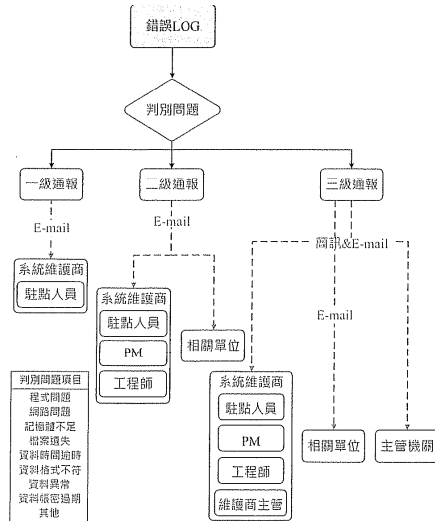 錯誤LOG
判別問題
一級通報
二級通報
三級通報
E-mail
E-mail
簡訊&E-mail
E-mail
系統維護商
駐點人員
系統維護商
駐點人員
PM
工程師
相關單位
系統維護商
駐點人員
PM
工程師
維護商主管
相關單位
主管機關
判別問題項目
程式問題
網路問題
記憶體不足
檔案遺失
資料時間逾時
資料格式不符
資料異常
資料帳密過期
其他